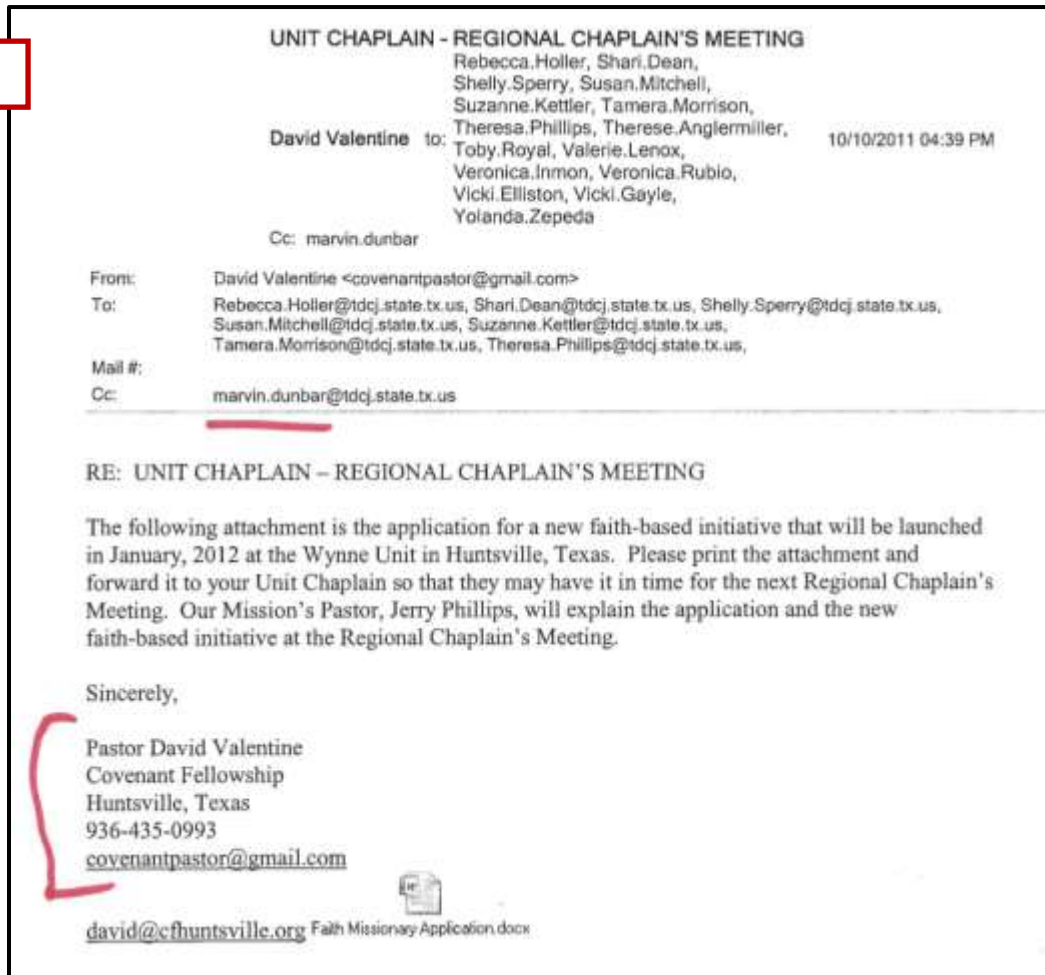 UNIT CHAPLAIN - REGIONAL CHAPLAIN'S MEETING
Rebecca.Holler, Shari.Dean,
Shelly.Sperry, Susan.Mitchell,
Suzanne.Kettler, Tamera.Morrison,
David Valentine to: Theresa.Phillips, Therese.Anglermiller, 10/10/2011 04:39 PM
Toby.Royal, Valerie.Lenox,
Veronica.Inmon, Veronica.Rubio,
Vicki.Elliston, Vicki.Gayle,
Yolanda.Zepeda
Cc: marvin.dunbar
From: David Valentine <covenantpastor@gmail.com>
To: Rebecca.Holler@tdcj.state.tx.us, Shari.Dean@tdcj.state.tx.us, Shelly.Sperry@tdcj.state.tx.us,
Susan.Mitchell@tdcj.state.tx.us, Suzanne.Kettler@tdcj.state.tx.us,
Tamera.Morrison@tdcj.state.tx.us, Theresa.Phillips@tdcj.state.tx.us,
Mail #:
Cc: marvin.dunbar@tdcj.state.tx.us
RE: UNIT CHAPLAIN – REGIONAL CHAPLAIN'S MEETING
The following attachment is the application for a new faith-based initiative that will be launched
in January, 2012 at the Wynne Unit in Huntsville, Texas. Please print the attachment and
forward it to your Unit Chaplain so that they may have it in time for the next Regional Chaplain's
Meeting. Our Mission's Pastor, Jerry Phillips, will explain the application and the new
faith-based initiative at the Regional Chaplain's Meeting.
Sincerely,
Pastor David Valentine
Covenant Fellowship
Huntsville, Texas
936-435-0993
covenantpastor@gmail.com
david@cfhuntsville.org Faith Missionary Application.docx